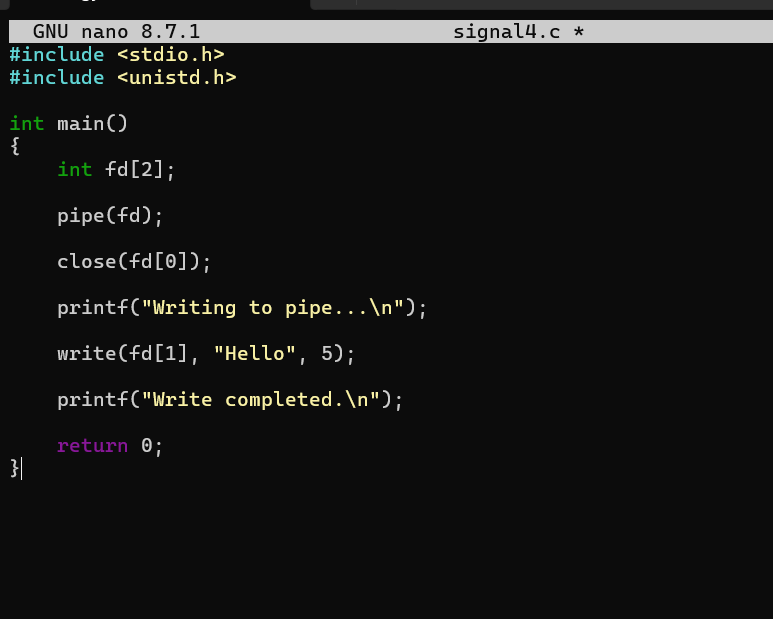 GNU nano 8.7.1 signal4.c *
#include <stdio.h>
#include <unistd.h>
int main()
{
    int fd[2];
    pipe(fd);
    close(fd[0]);
    printf("Writing to pipe...\n");
    write(fd[1], "Hello", 5);
    printf("Write completed.\n");
    return 0;
}